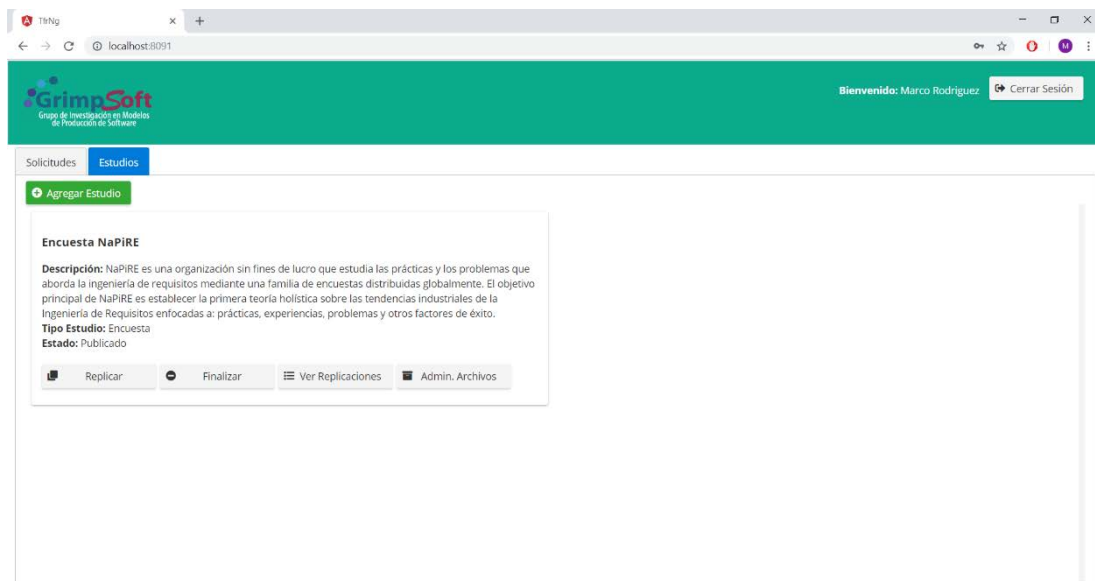 TfrNg
localhost:8091
GrimpSoft
Grupo de Investigación en Modelos
de Producción de Software
Bienvenido: Marco Rodriguez
Cerrar Sesión
Solicitudes
Estudios
Agregar Estudio
Encuesta NaPiRE
Descripción: NaPiRE es una organización sin fines de lucro que estudia las prácticas y los problemas que
aborda la ingeniería de requisitos mediante una familia de encuestas distribuidas globalmente. El objetivo
principal de NaPiRE es establecer la primera teoría holística sobre las tendencias industriales de la
Ingeniería de Requisitos enfocadas a: prácticas, experiencias, problemas y otros factores de éxito.
Tipo Estudio: Encuesta
Estado: Publicado
Replicar
Finalizar
Ver Replicaciones
Admin. Archivos